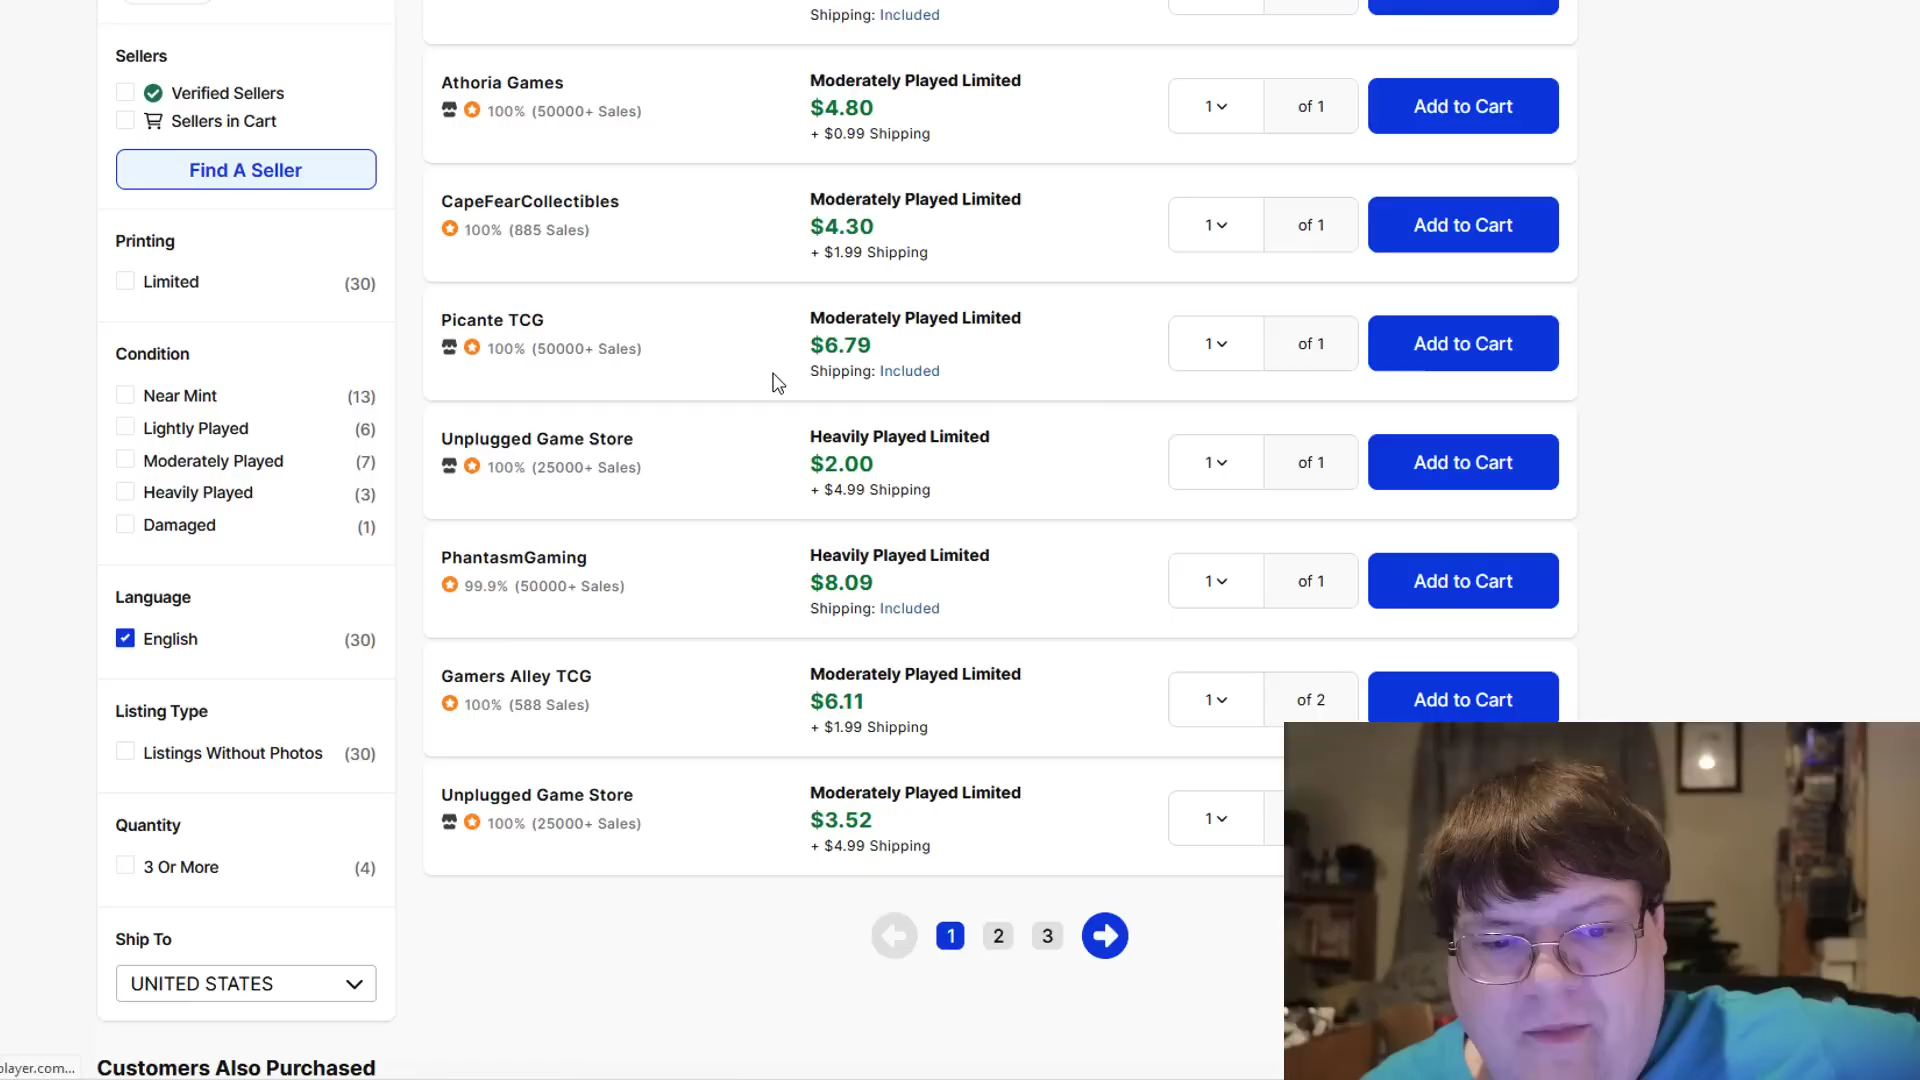 Shipping: Included
Sellers
Verified Sellers
Sellers in Cart
Find A Seller
Printing
Limited (30)
Condition
Near Mint (13)
Lightly Played (6)
Moderately Played (7)
Heavily Played (3)
Damaged (1)
Language
English (30)
Listing Type
Listings Without Photos (30)
Quantity
3 Or More (4)
Ship To
UNITED STATES
Athoria Games
100% (50000+ Sales)
Moderately Played Limited
$4.80
+ $0.99 Shipping
1 of 1
Add to Cart
CapeFearCollectibles
100% (885 Sales)
Moderately Played Limited
$4.30
+ $1.99 Shipping
1 of 1
Add to Cart
Picante TCG
100% (50000+ Sales)
Moderately Played Limited
$6.79
Shipping: Included
1 of 1
Add to Cart
Unplugged Game Store
100% (25000+ Sales)
Heavily Played Limited
$2.00
+ $4.99 Shipping
1 of 1
Add to Cart
PhantasmGaming
99.9% (50000+ Sales)
Heavily Played Limited
$8.09
Shipping: Included
1 of 1
Add to Cart
Gamers Alley TCG
100% (588 Sales)
Moderately Played Limited
$6.11
+ $1.99 Shipping
1 of 2
Add to Cart
Unplugged Game Store
100% (25000+ Sales)
Moderately Played Limited
$3.52
+ $4.99 Shipping
1
1 2 3
player.com...
Customers Also Purchased